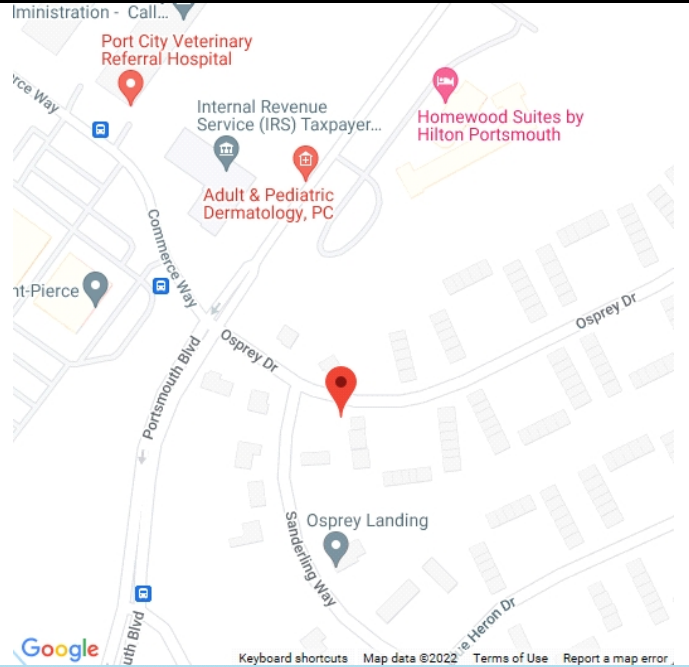 lministration - Call...
Port City Veterinary
Referral Hospital
rce Way
Internal Revenue
Service (IRS) Taxpayer...
Homewood Suites by
Hilton Portsmouth
Adult & Pediatric
Dermatology, PC
Commerce Way
nt-Pierce
Osprey Dr
Osprey Dr
Portsmouth Blvd
Osprey Landing
Sanderling Way
e Heron Dr
uth Blvd
Google
Keyboard shortcuts Map data ©2022 Terms of Use Report a map error